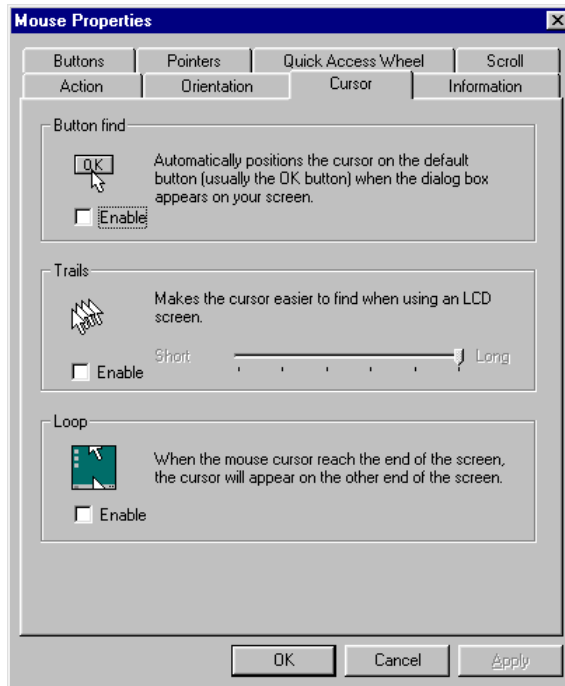 Mouse Properties
Buttons Pointers Quick Access Wheel Scroll
Action Orientation Cursor Information
Button find
OK
Automatically positions the cursor on the default
button (usually the OK button) when the dialog box
appears on your screen.
Enable
Trails
Makes the cursor easier to find when using an LCD
screen.
Short Long
Enable
Loop
When the mouse cursor reach the end of the screen,
the cursor will appear on the other end of the screen.
Enable
OK Cancel Apply